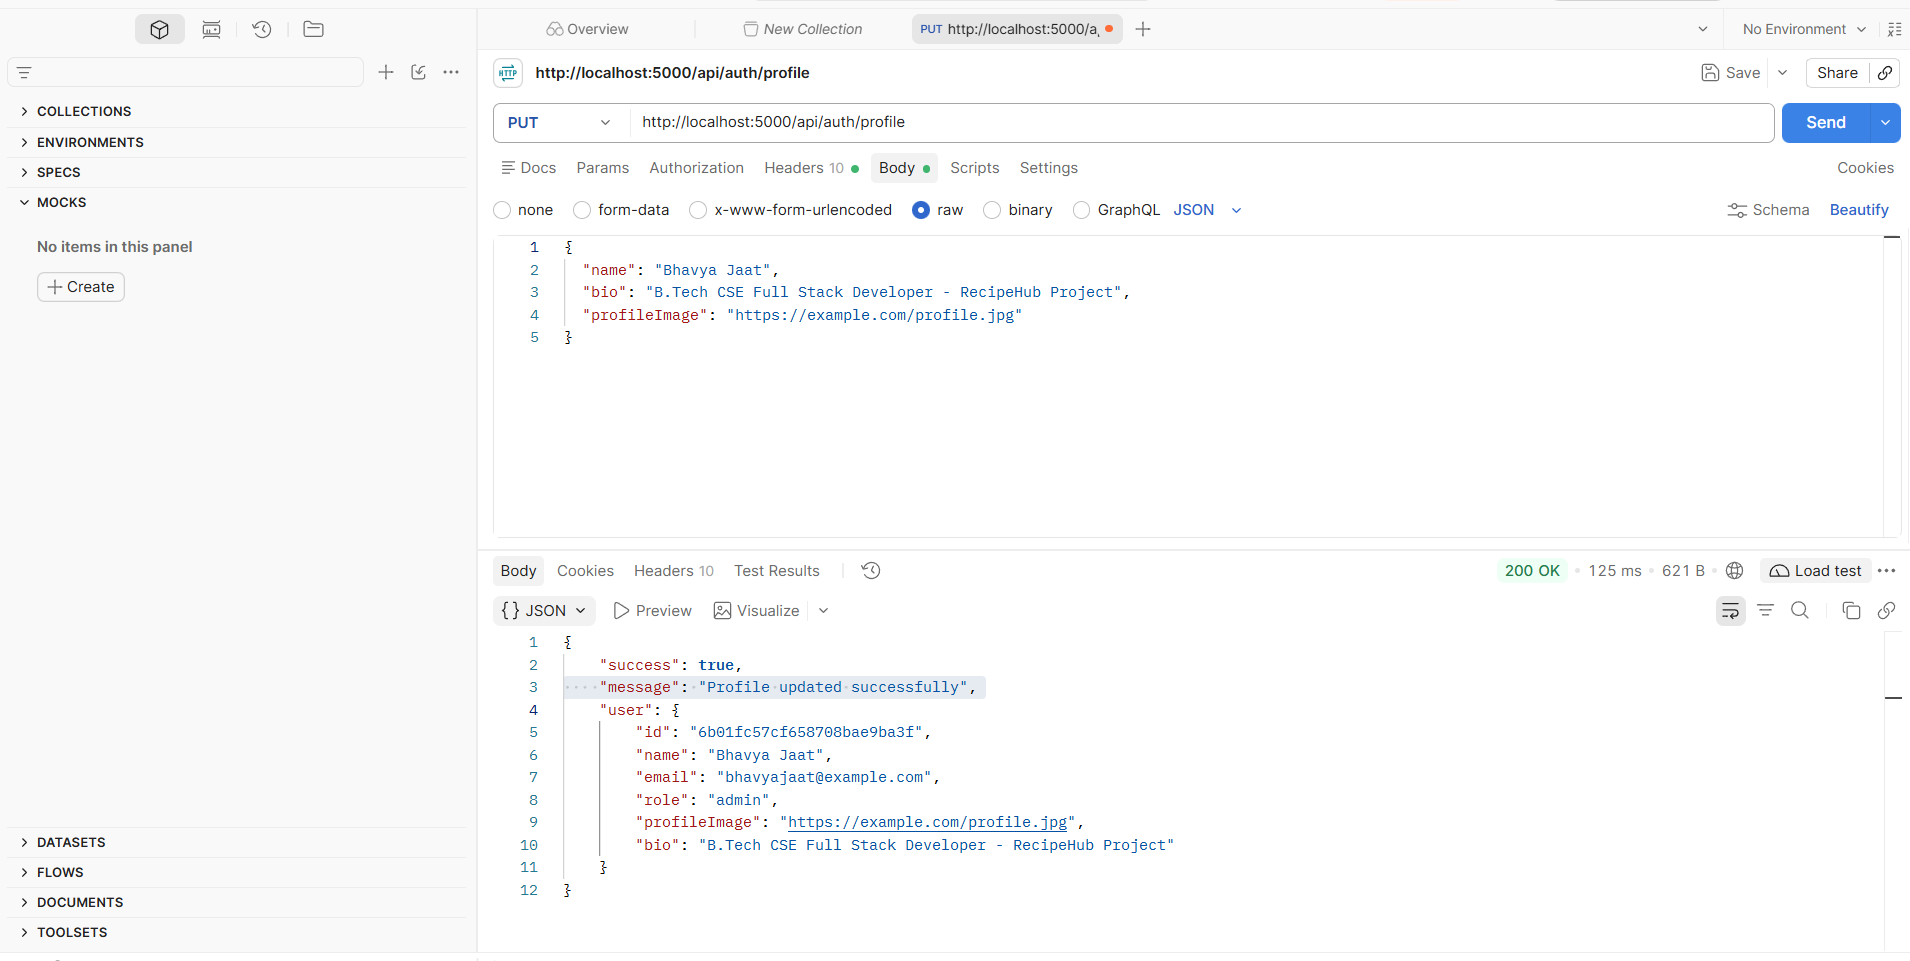 Overview
New Collection
PUT http://localhost:5000/a
No Environment
HTTP http://localhost:5000/api/auth/profile
Save
Share
COLLECTIONS
ENVIRONMENTS
SPECS
MOCKS
No items in this panel
Create
DATASETS
FLOWS
DOCUMENTS
TOOLSETS
PUT http://localhost:5000/api/auth/profile
Send
Docs Params Authorization Headers 10 Body Scripts Settings Cookies
none form-data x-www-form-urlencoded raw binary GraphQL JSON Schema Beautify
1 {
2 "name": "Bhavya Jaat",
3 "bio": "B.Tech CSE Full Stack Developer - RecipeHub Project",
4 "profileImage": "https://example.com/profile.jpg"
5 }
Body Cookies Headers 10 Test Results 200 OK • 125 ms • 621 B • Load test
{} JSON Preview Visualize
1 {
2 "success": true,
3 "message": "Profile updated successfully",
4 "user": {
5 "id": "6b01fc57cf658708bae9ba3f",
6 "name": "Bhavya Jaat",
7 "email": "bhavyajaat@example.com",
8 "role": "admin",
9 "profileImage": "https://example.com/profile.jpg",
10 "bio": "B.Tech CSE Full Stack Developer - RecipeHub Project"
11 }
12 }